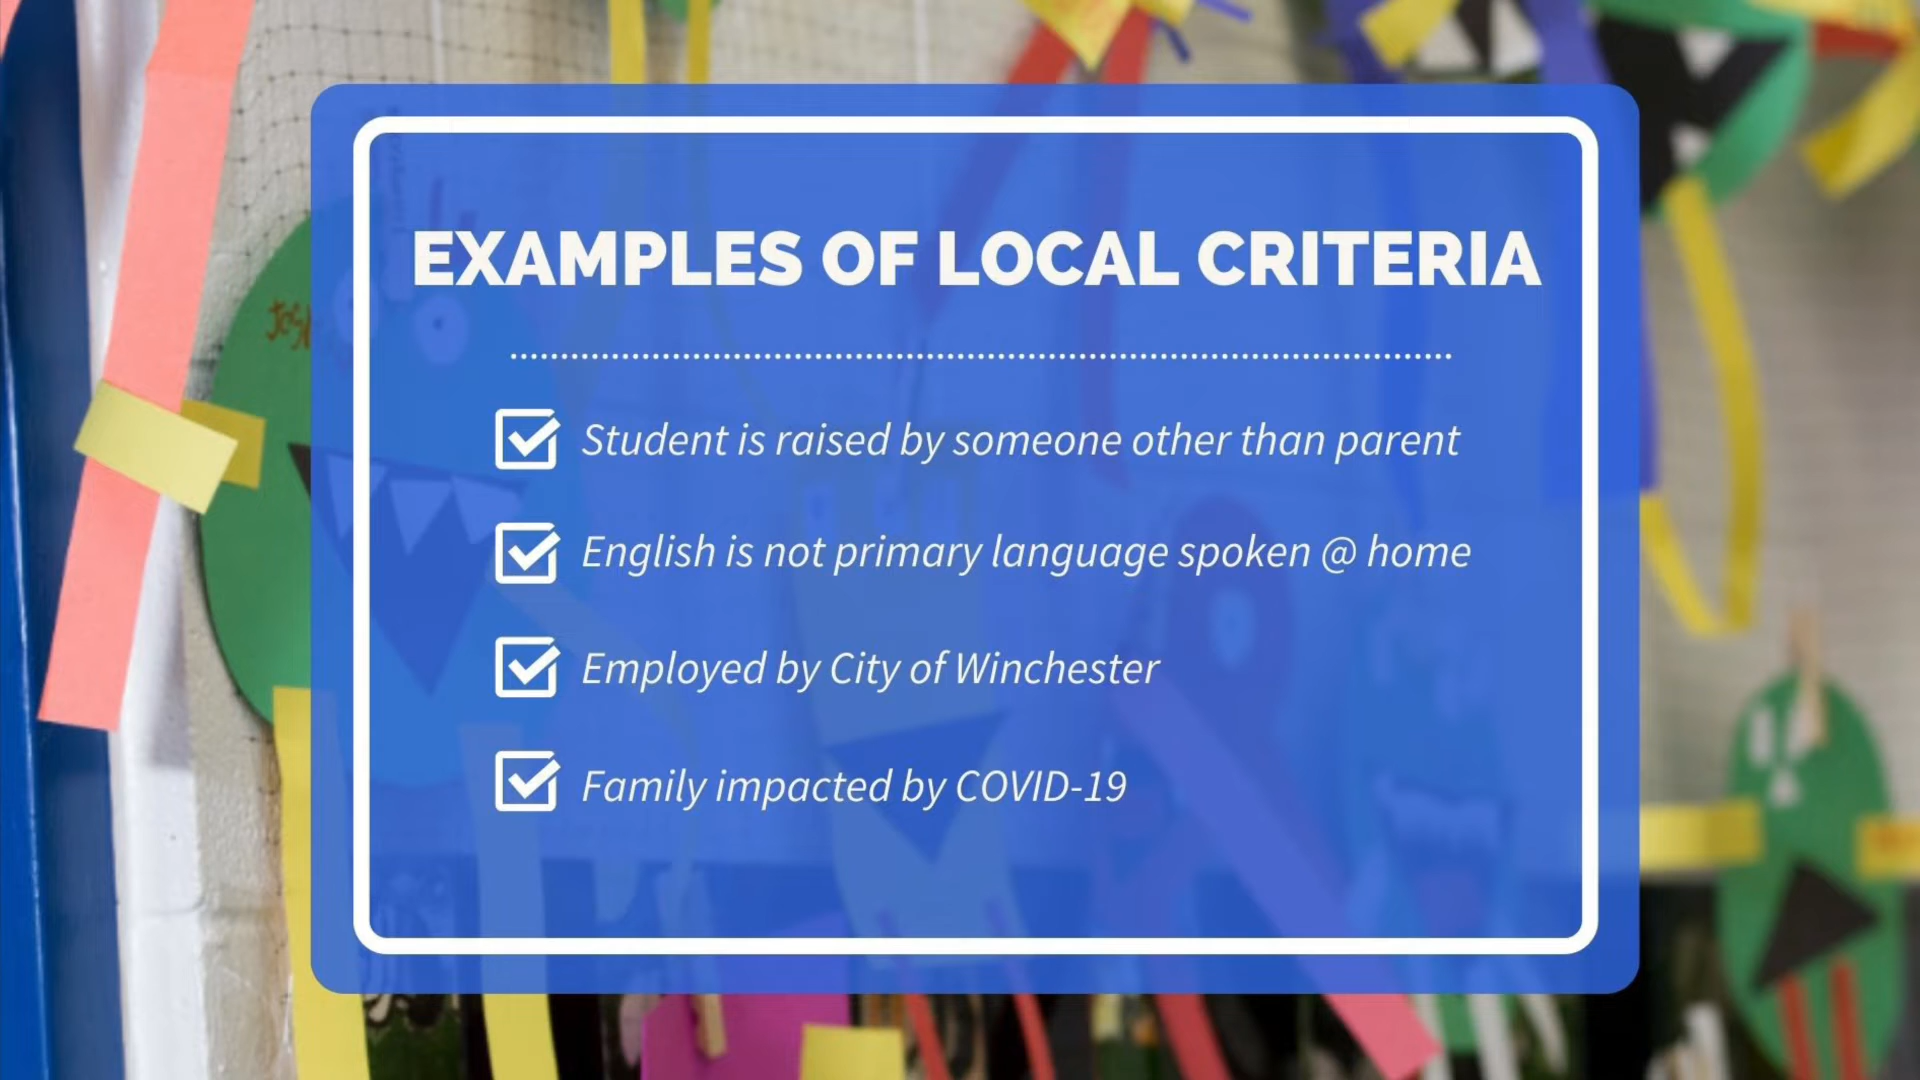 EXAMPLES OF LOCAL CRITERIA
Student is raised by someone other than parent
English is not primary language spoken @ home
Employed by City of Winchester
Family impacted by COVID-19